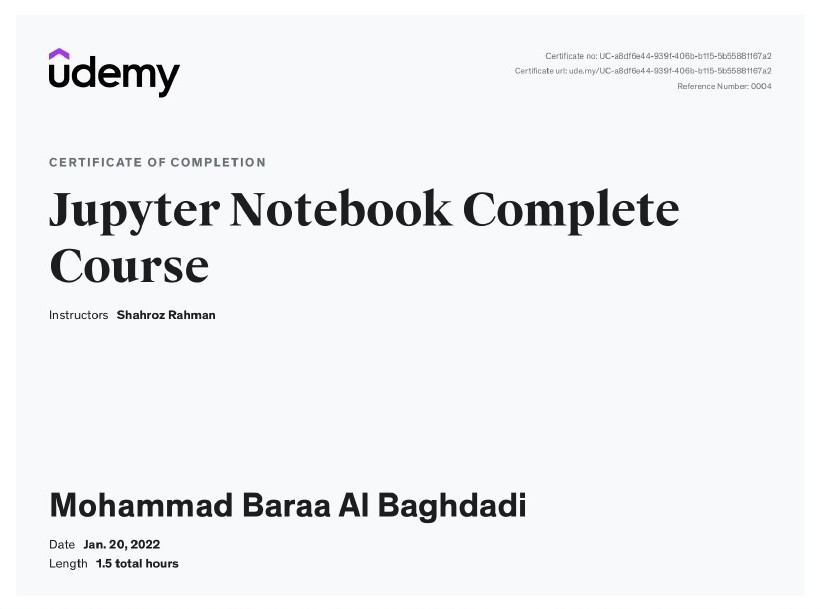 udemy
Certificate no: UC-a8df6e44-939f-406b-b115-5b55881167a2
Certificate url: ude.my/UC-a8df6e44-939f-406b-b115-5b55881167a2
Reference Number: 0004
CERTIFICATE OF COMPLETION
Jupyter Notebook Complete
Course
Instructors Shahroz Rahman
Mohammad Baraa Al Baghdadi
Date Jan. 20, 2022
Length 1.5 total hours